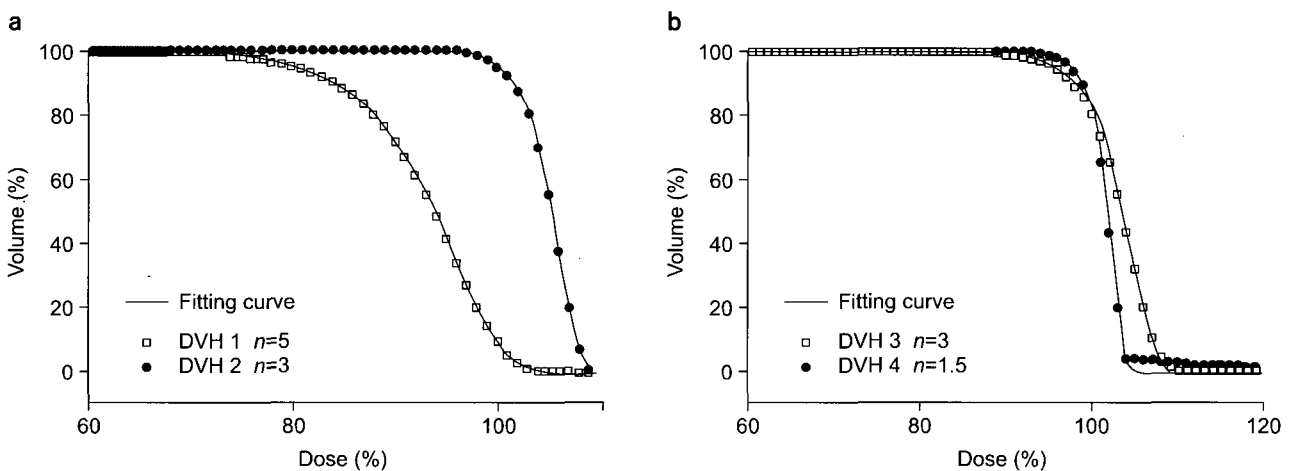 a
100
80
60
40
20
0
Volume.(%)
Fitting curve
DVH 1 n=5
DVH 2 n=3
60
80
100
Dose (%)
b
100
80
60
40
20
0
Volume (%)
Fitting curve
DVH 3 n=3
DVH 4 n=1.5
60
80
100
120
Dose (%)